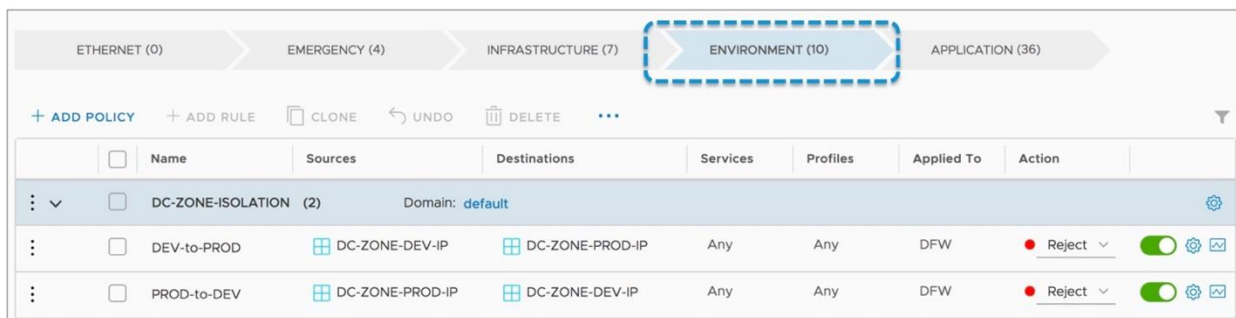 ETHERNET (0) EMERGENCY (4) INFRASTRUCTURE (7) ENVIRONMENT (10) APPLICATION (36)
+ ADD POLICY + ADD RULE CLONE UNDO DELETE ...
Name Sources Destinations Services Profiles Applied To Action
DC-ZONE-ISOLATION (2) Domain: default
DEV-to-PROD DC-ZONE-DEV-IP DC-ZONE-PROD-IP Any Any DFW Reject
PROD-to-DEV DC-ZONE-PROD-IP DC-ZONE-DEV-IP Any Any DFW Reject